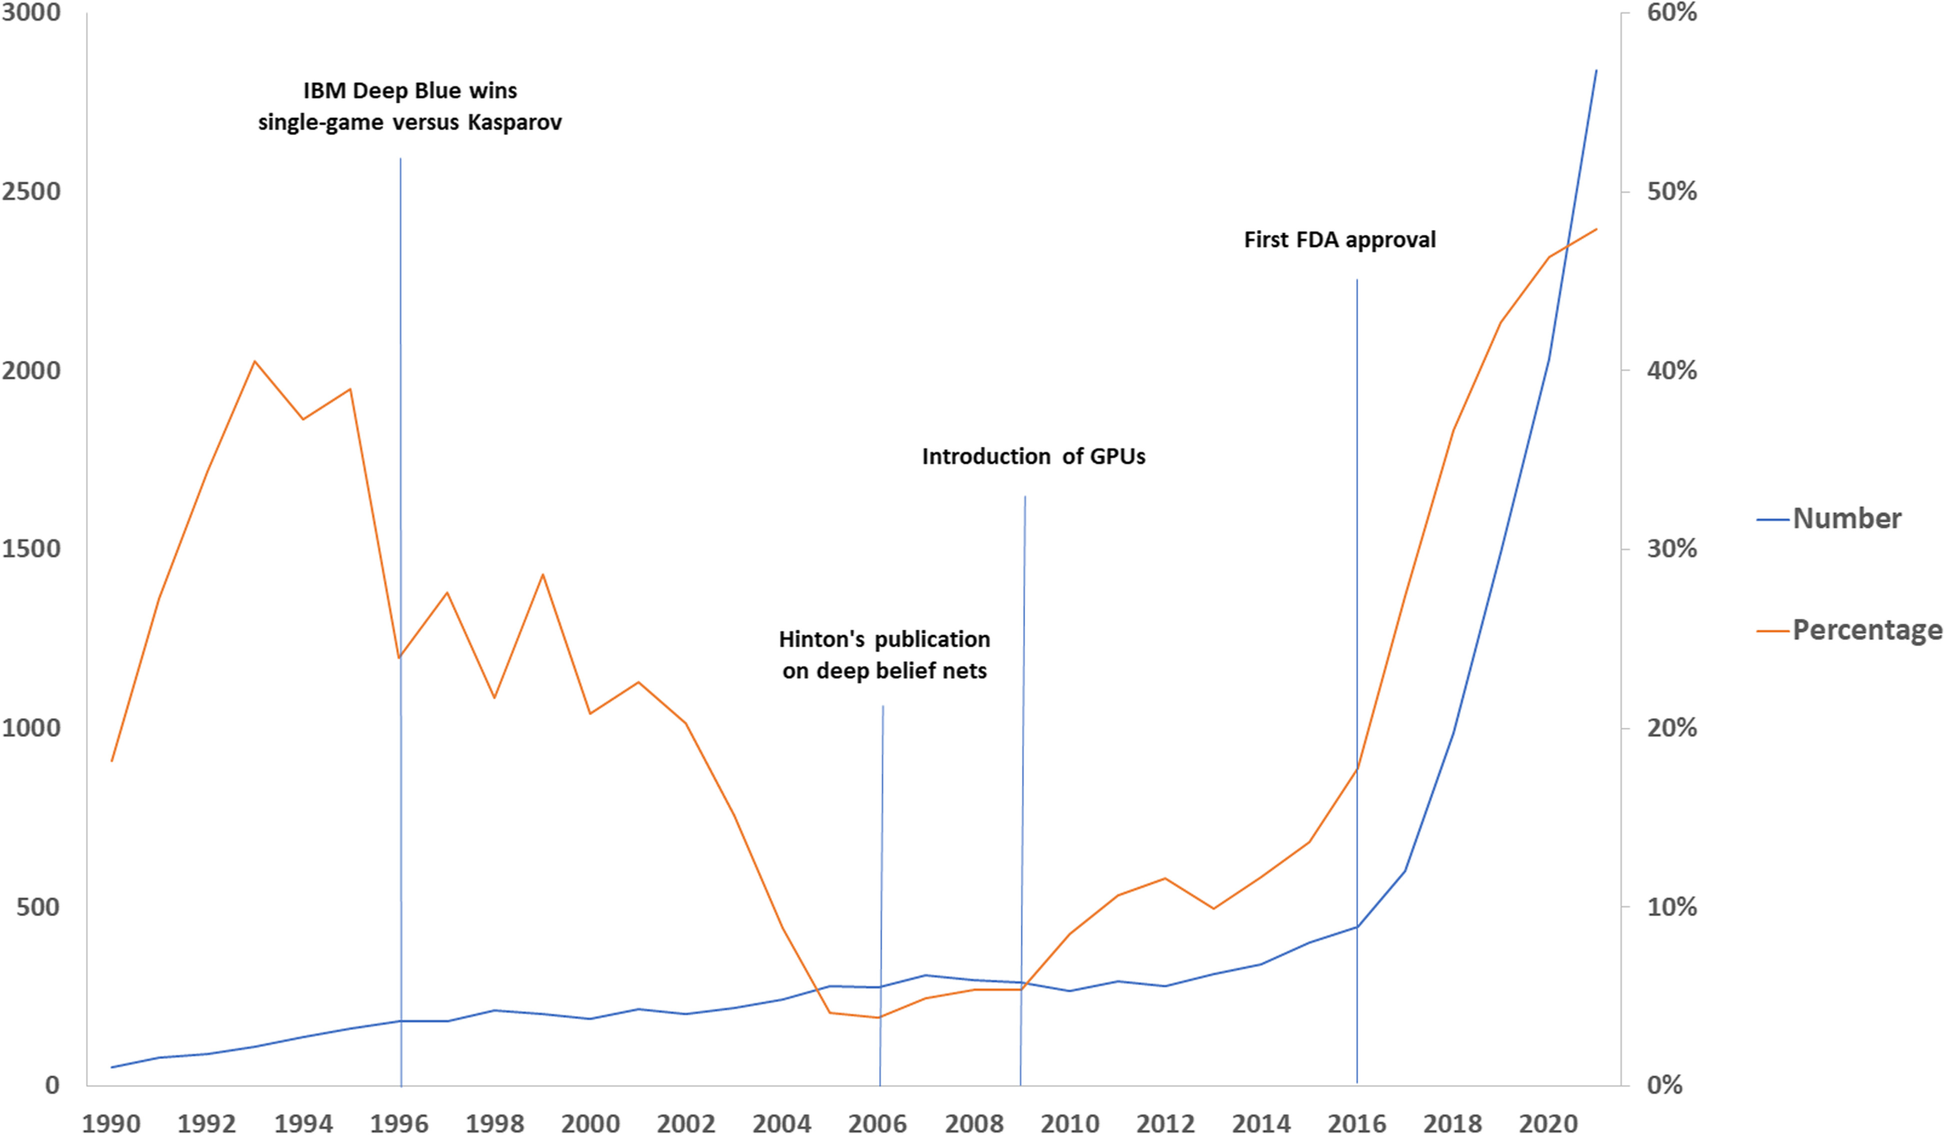 3000
2500
2000
1500
1000
500
0
60%
50%
40%
30%
20%
10%
0%
IBM Deep Blue wins
single-game versus Kasparov
First FDA approval
Introduction of GPUs
Hinton's publication
on deep belief nets
Number
Percentage
1990 1992 1994 1996 1998 2000 2002 2004 2006 2008 2010 2012 2014 2016 2018 2020